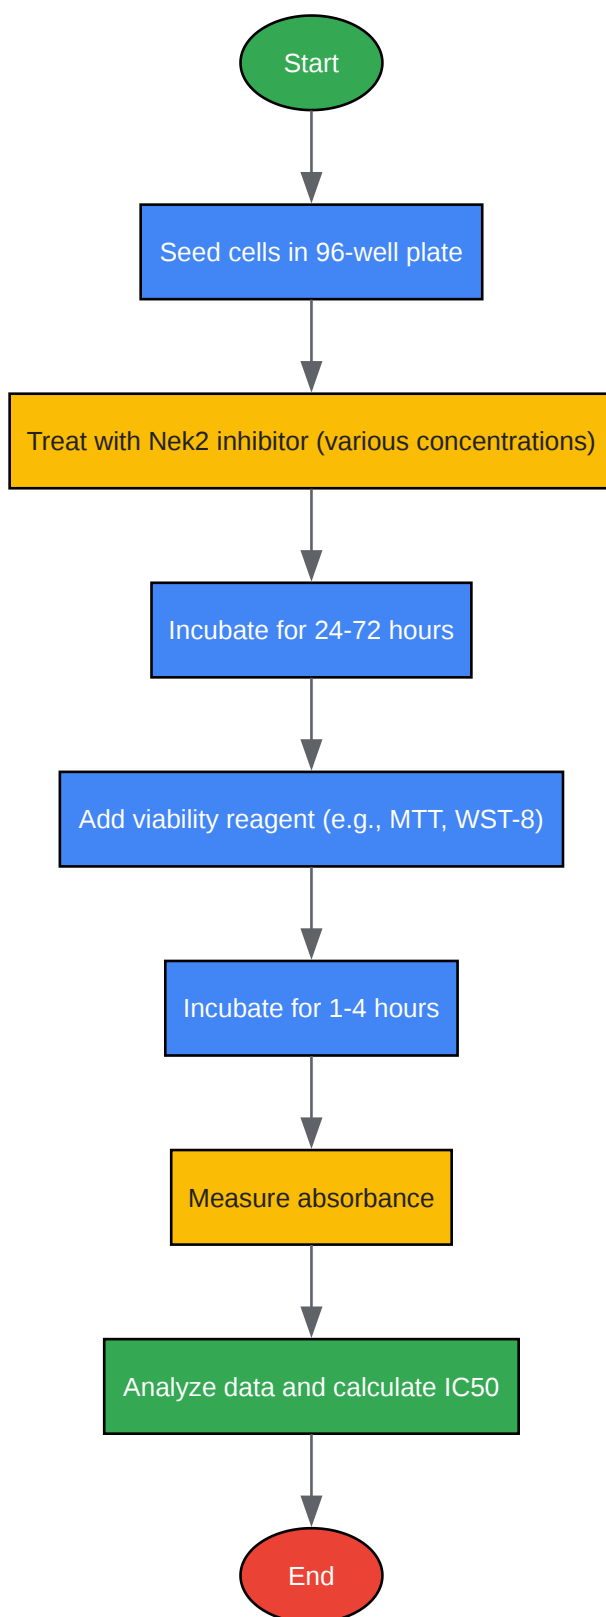 Start
Seed cells in 96-well plate
Treat with Nek2 inhibitor (various concentrations)
Incubate for 24-72 hours
Add viability reagent (e.g., MTT, WST-8)
Incubate for 1-4 hours
Measure absorbance
Analyze data and calculate IC50
End